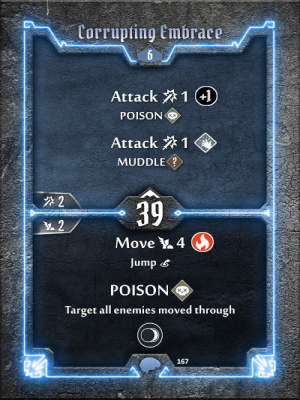 Corrupting Embrace
6
Attack 1 +1
POISON
Attack 1
MUDDLE ?
2
39
2
Move 4
Jump
POISON
Target all enemies moved through
167